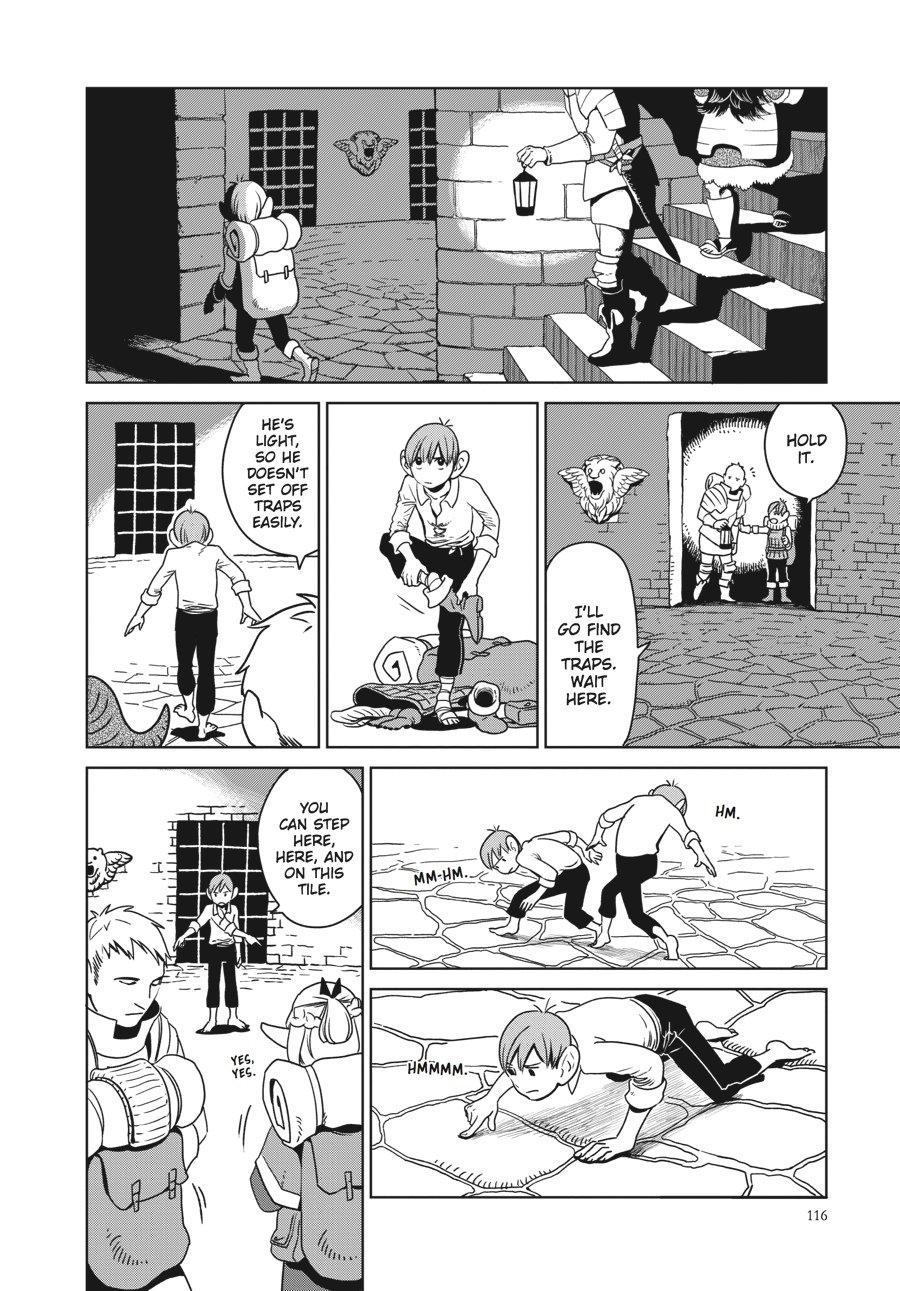 HOLD
IT.
I'LL
GO FIND
THE
TRAPS.
WAIT
HERE.
HE'S
LIGHT,
SO HE
DOESN'T
SET OFF
TRAPS
EASILY.
HM.
MM-HM.
HMMMM.
YOU
CAN STEP
HERE,
HERE, AND
ON THIS
TILE.
YES,
YES.
116